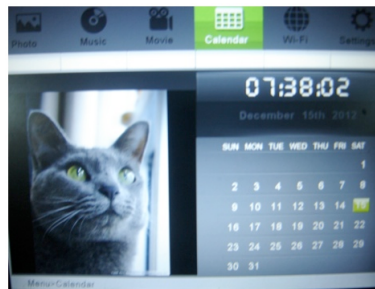 Photo Music Movie Calendar Wi-Fi Settings
07:38:02
December 15th 2012
SUN MON TUE WED THU FRI SAT
1
2 3 4 5 6 7 8
9 10 11 12 13 14 15
16 17 18 19 20 21 22
23 24 25 26 27 28 29
30 31
Menu>Calendar